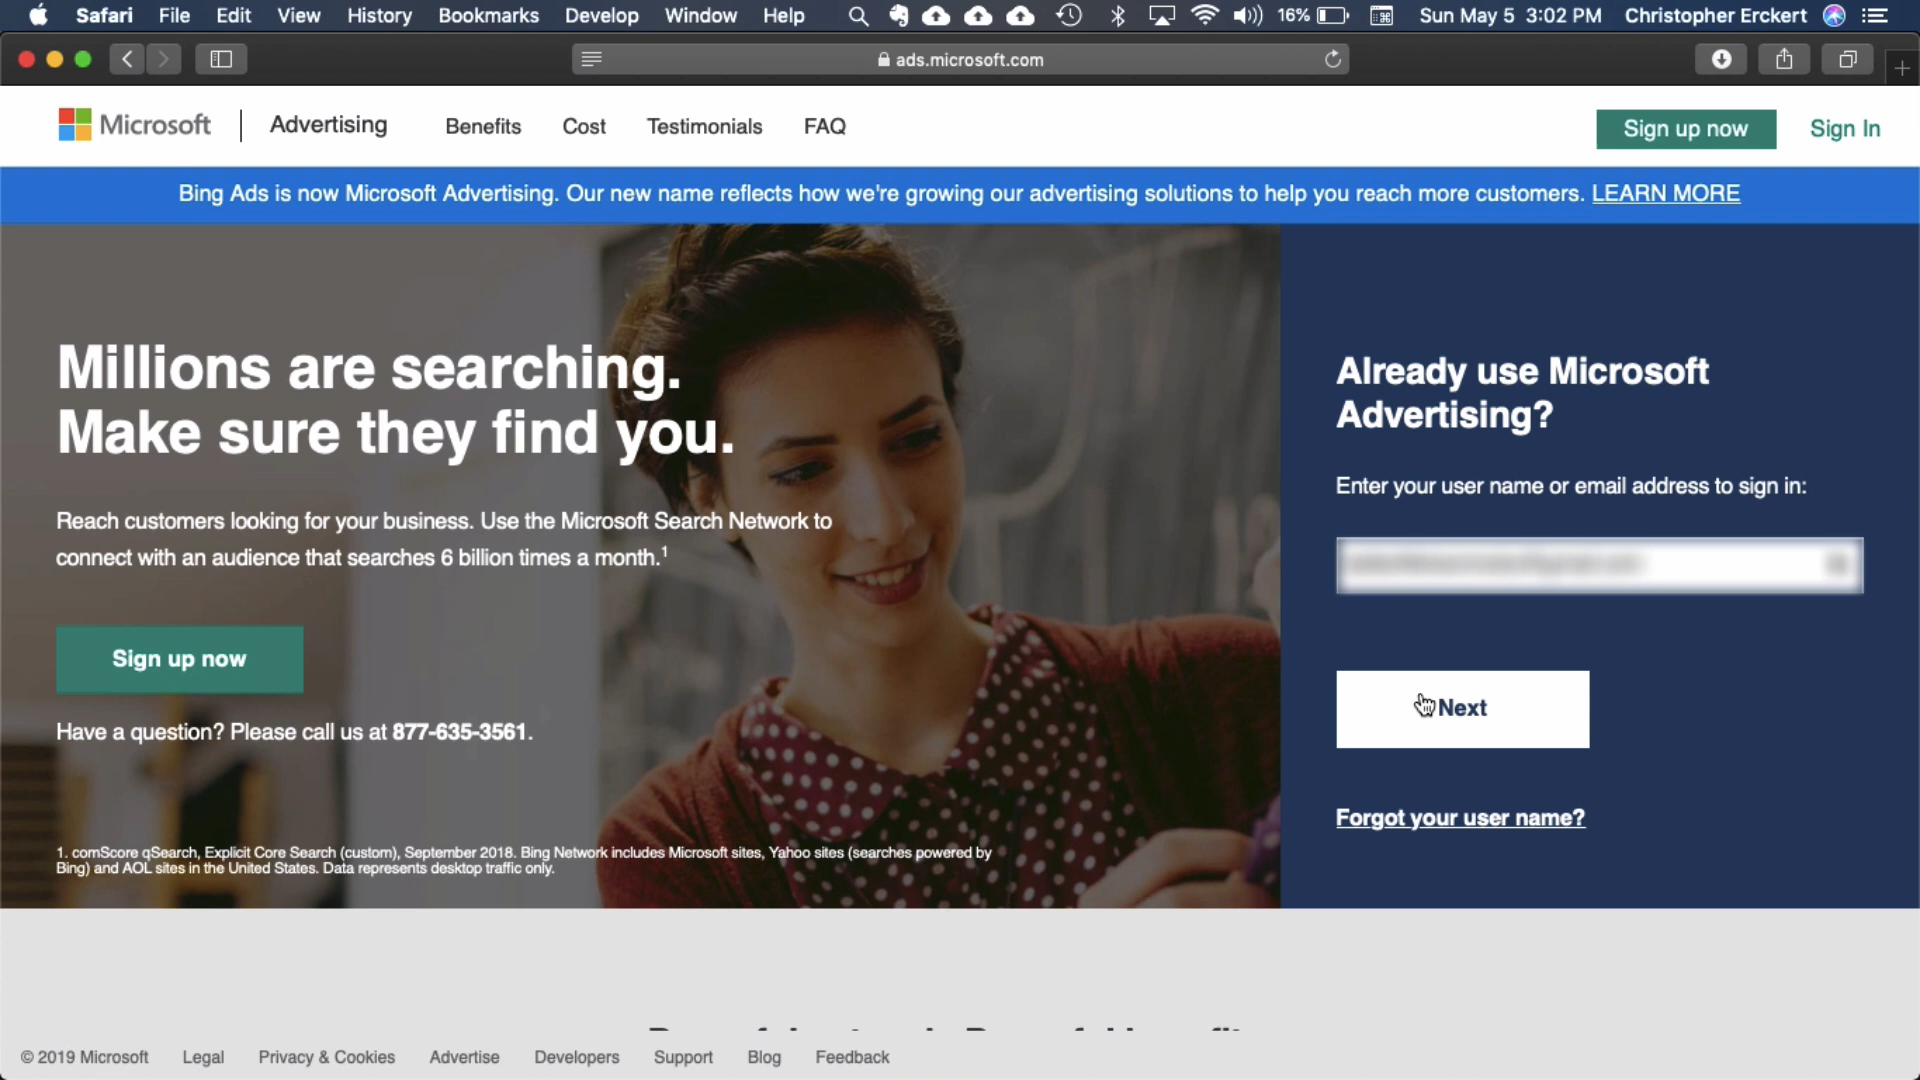 Safari File Edit View History Bookmarks Develop Window Help 16% Sun May 5 3:02 PM Christopher Erckert
ads.microsoft.com
Microsoft Advertising Benefits Cost Testimonials FAQ Sign up now Sign In
Bing Ads is now Microsoft Advertising. Our new name reflects how we're growing our advertising solutions to help you reach more customers. LEARN MORE
Millions are searching.
Make sure they find you.
Reach customers looking for your business. Use the Microsoft Search Network to
connect with an audience that searches 6 billion times a month.1
Sign up now
Have a question? Please call us at 877-635-3561.
1. comScore qSearch, Explicit Core Search (custom), September 2018. Bing Network includes Microsoft sites, Yahoo sites (searches powered by
Bing) and AOL sites in the United States. Data represents desktop traffic only.
Already use Microsoft
Advertising?
Enter your user name or email address to sign in:
Next
Forgot your user name?
© 2019 Microsoft Legal Privacy & Cookies Advertise Developers Support Blog Feedback